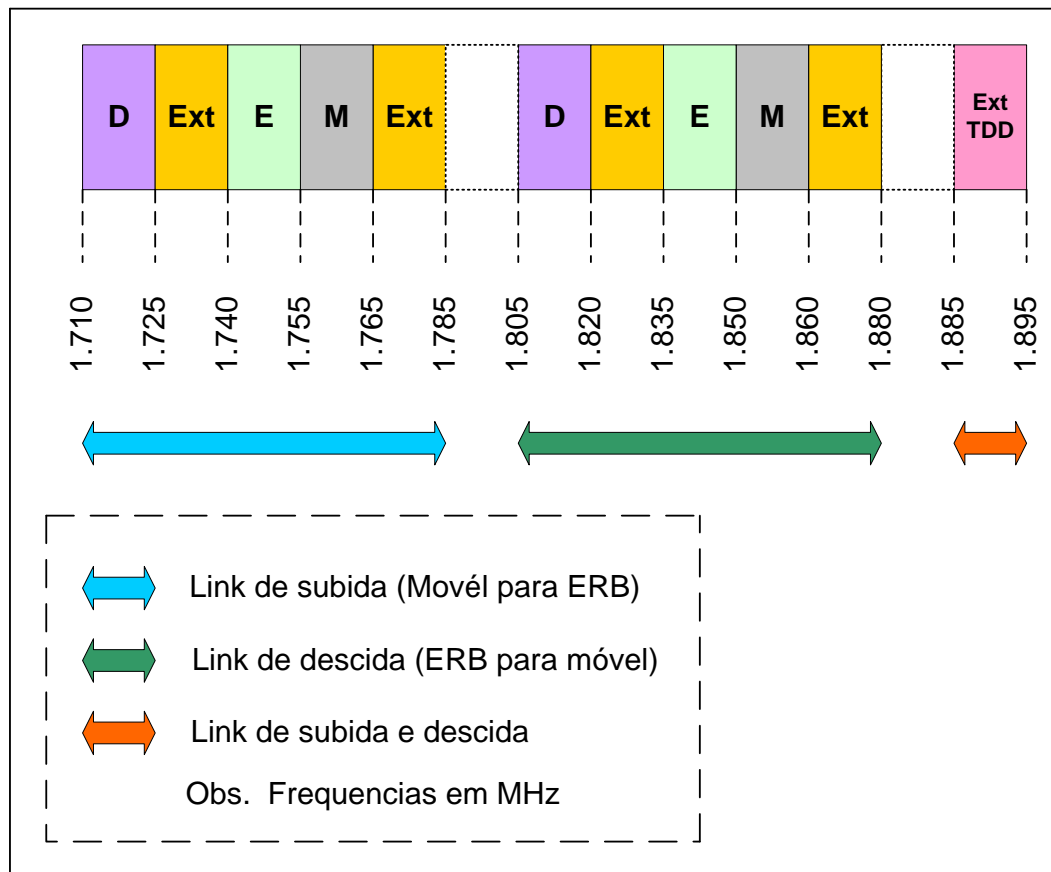 D Ext E M Ext D Ext E M Ext Ext
TDD
1.710
1.725
1.740
1.755
1.765
1.785
1.805
1.820
1.835
1.850
1.860
1.880
1.885
1.895
Link de subida (Movél para ERB)
Link de descida (ERB para móvel)
Link de subida e descida
Obs. Frequencias em MHz